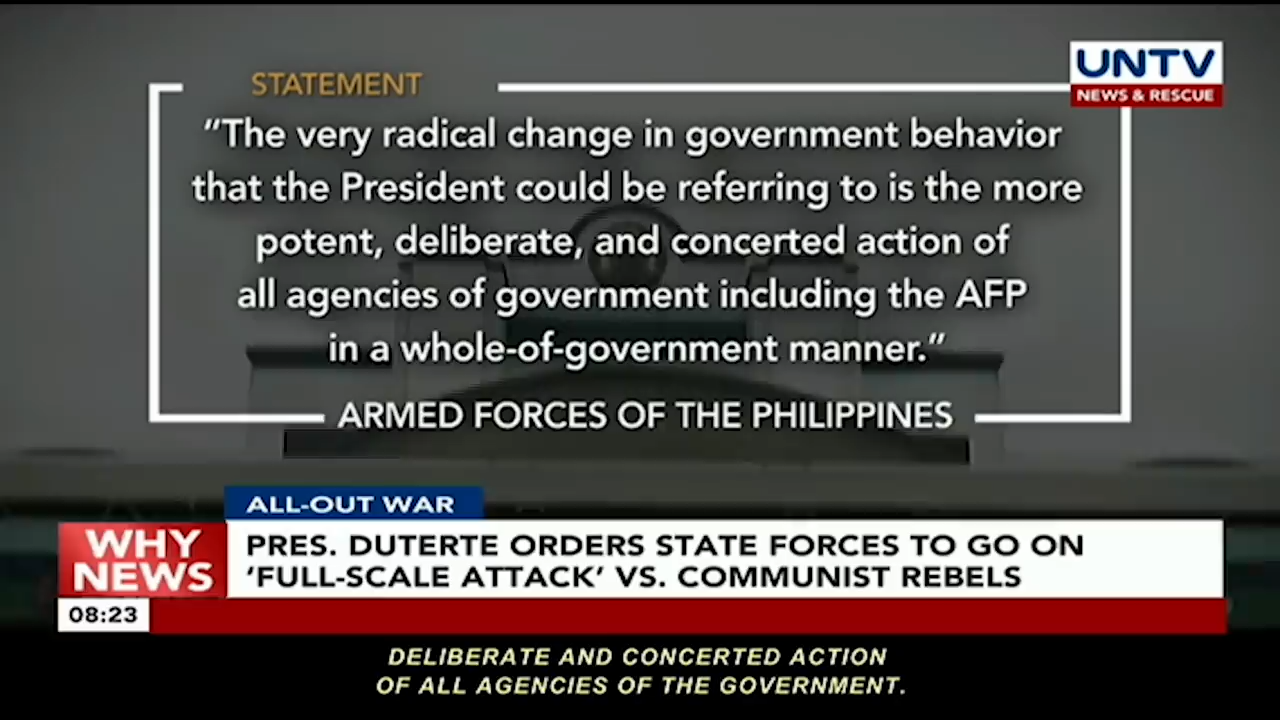 STATEMENT
UNTV
NEWS & RESCUE
“The very radical change in government behavior
that the President could be referring to is the more
potent, deliberate, and concerted action of
all agencies of government including the AFP
in a whole-of-government manner.”
ARMED FORCES OF THE PHILIPPINES
ALL-OUT WAR
WHY
NEWS
PRES. DUTERTE ORDERS STATE FORCES TO GO ON
‘FULL-SCALE ATTACK’ VS. COMMUNIST REBELS
08:23
DELIBERATE AND CONCERTED ACTION
OF ALL AGENCIES OF THE GOVERNMENT.